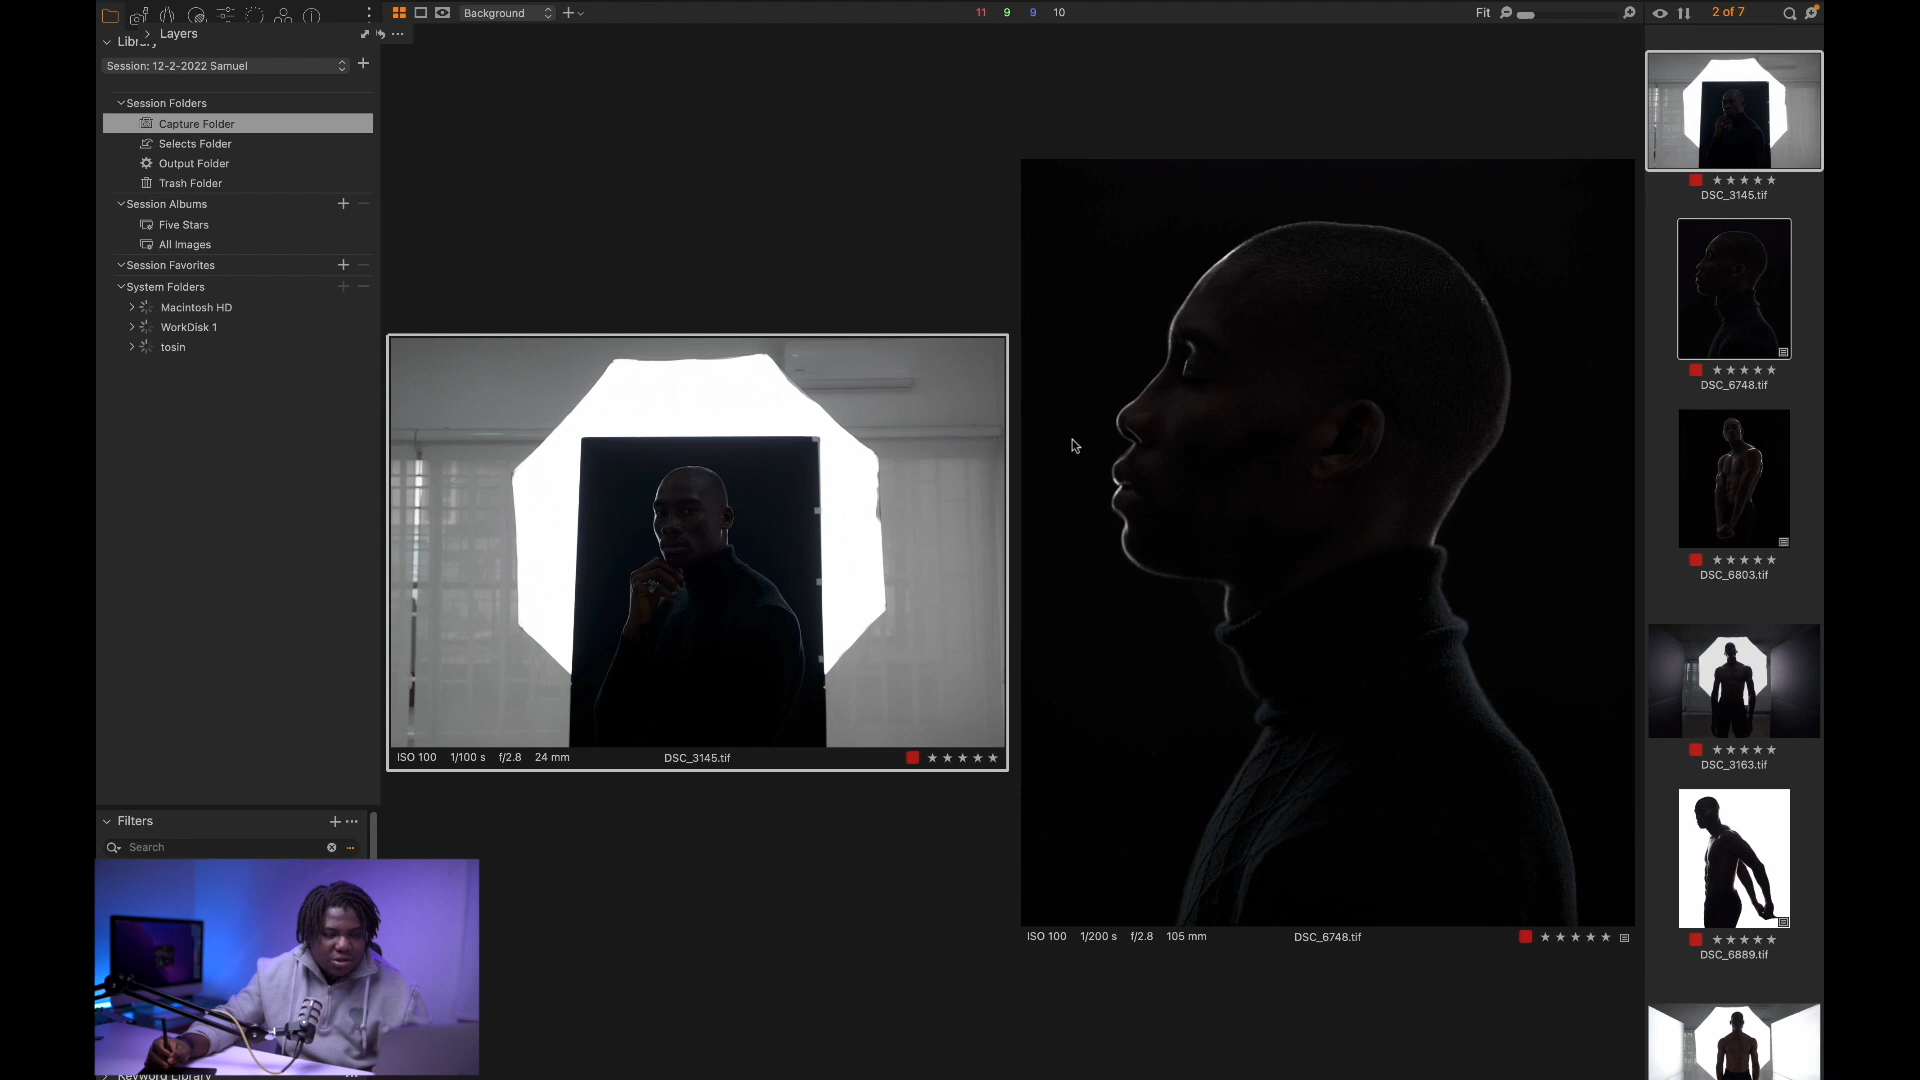 Background
11 9 9 10
Fit
2 of 7
Library
Layers
Session: 12-2-2022 Samuel
Session Folders
Capture Folder
Selects Folder
Output Folder
Trash Folder
Session Albums
Five Stars
All Images
Session Favorites
System Folders
Macintosh HD
WorkDisk 1
tosin
Filters
Search
Keyword Library
ISO 100 1/100 s f/2.8 24 mm DSC_3145.tif
ISO 100 1/200 s f/2.8 105 mm DSC_6748.tif
DSC_3145.tif
DSC_6748.tif
DSC_6803.tif
DSC_3163.tif
DSC_6889.tif